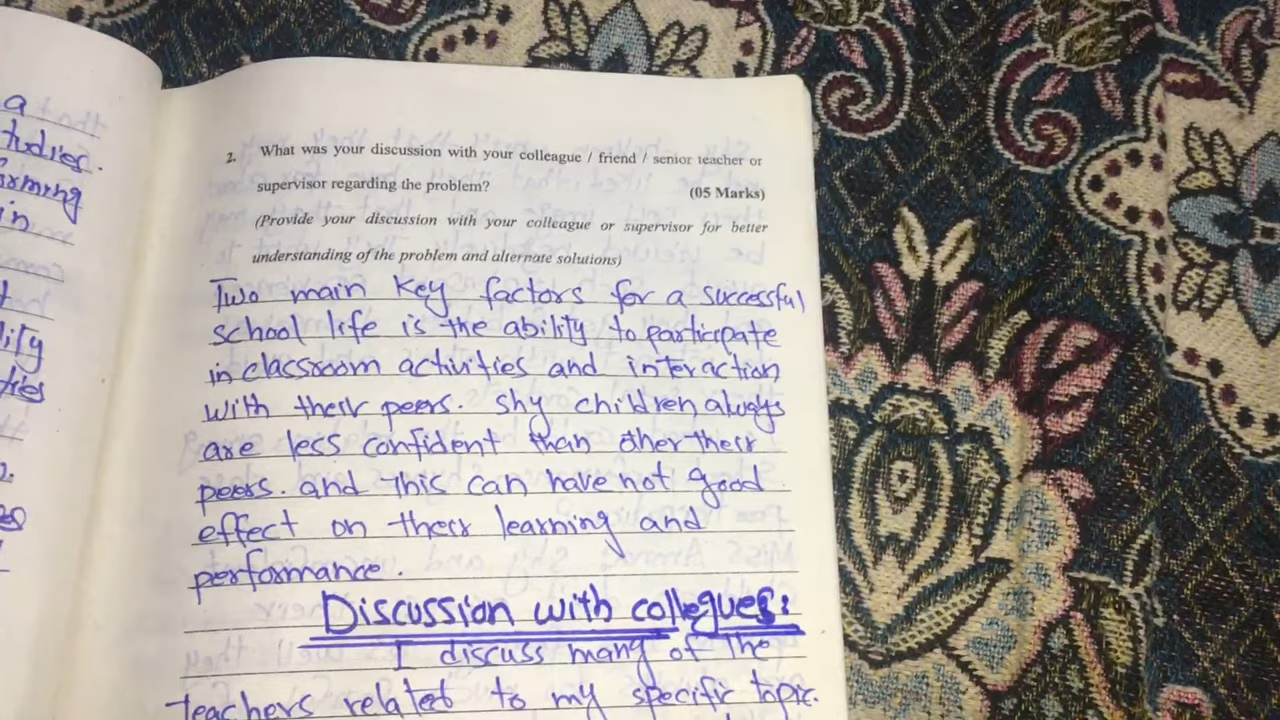 a
tudies.
in
2. What was your discussion with your colleague / friend / senior teacher or
supervisor regarding the problem? (05 Marks)
(Provide your discussion with your colleague or supervisor for better
understanding of the problem and alternate solutions)
Two main key factors for a successful
school life is the ability to participate
in classroom activities and interaction
with their peers. Shy children always
are less confident than other their
peers. and this can have not good
effect on their learning and
performance.
Discussion with collegues:
I discuss many of the
teachers related to my specific topic.